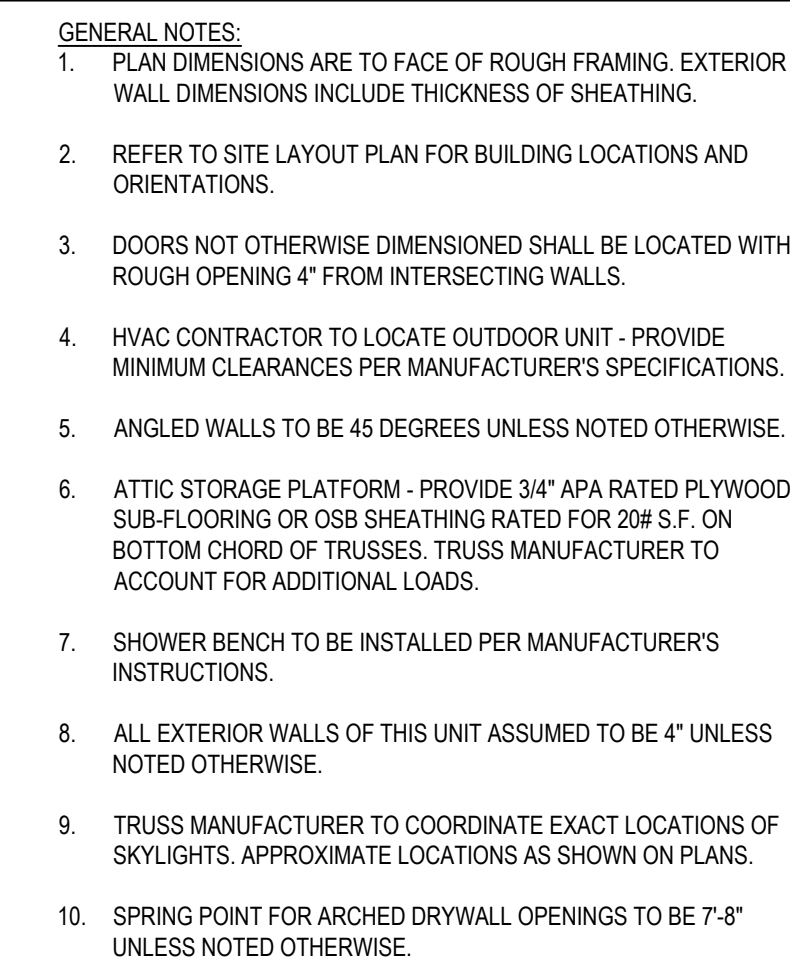 GENERAL NOTES:
1. PLAN DIMENSIONS ARE TO FACE OF ROUGH FRAMING. EXTERIOR
WALL DIMENSIONS INCLUDE THICKNESS OF SHEATHING.
2. REFER TO SITE LAYOUT PLAN FOR BUILDING LOCATIONS AND
ORIENTATIONS.
3. DOORS NOT OTHERWISE DIMENSIONED SHALL BE LOCATED WITH
ROUGH OPENING 4" FROM INTERSECTING WALLS.
4. HVAC CONTRACTOR TO LOCATE OUTDOOR UNIT - PROVIDE
MINIMUM CLEARANCES PER MANUFACTURER'S SPECIFICATIONS.
5. ANGLED WALLS TO BE 45 DEGREES UNLESS NOTED OTHERWISE.
6. ATTIC STORAGE PLATFORM - PROVIDE 3/4" APA RATED PLYWOOD
SUB-FLOORING OR OSB SHEATHING RATED FOR 20# S.F. ON
BOTTOM CHORD OF TRUSSES. TRUSS MANUFACTURER TO
ACCOUNT FOR ADDITIONAL LOADS.
7. SHOWER BENCH TO BE INSTALLED PER MANUFACTURER'S
INSTRUCTIONS.
8. ALL EXTERIOR WALLS OF THIS UNIT ASSUMED TO BE 4" UNLESS
NOTED OTHERWISE.
9. TRUSS MANUFACTURER TO COORDINATE EXACT LOCATIONS OF
SKYLIGHTS. APPROXIMATE LOCATIONS AS SHOWN ON PLANS.
10. SPRING POINT FOR ARCHED DRYWALL OPENINGS TO BE 7'-8"
UNLESS NOTED OTHERWISE.